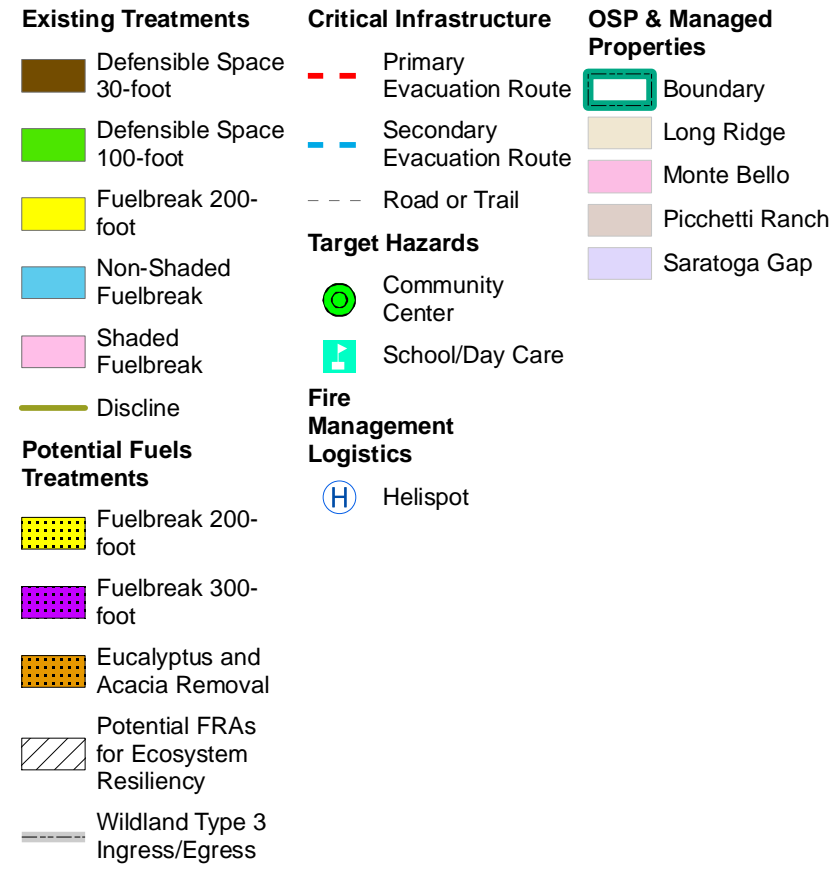 Existing Treatments
Defensible Space
30-foot
Defensible Space
100-foot
Fuelbreak 200-
foot
Non-Shaded
Fuelbreak
Shaded
Fuelbreak
Discline
Potential Fuels
Treatments
Fuelbreak 200-
foot
Fuelbreak 300-
foot
Eucalyptus and
Acacia Removal
Potential FRAs
for Ecosystem
Resiliency
Wildland Type 3
Ingress/Egress
Critical Infrastructure
Primary
Evacuation Route
Secondary
Evacuation Route
Road or Trail
Target Hazards
Community
Center
School/Day Care
Fire
Management
Logistics
H
Helispot
OSP & Managed
Properties
Boundary
Long Ridge
Monte Bello
Picchetti Ranch
Saratoga Gap